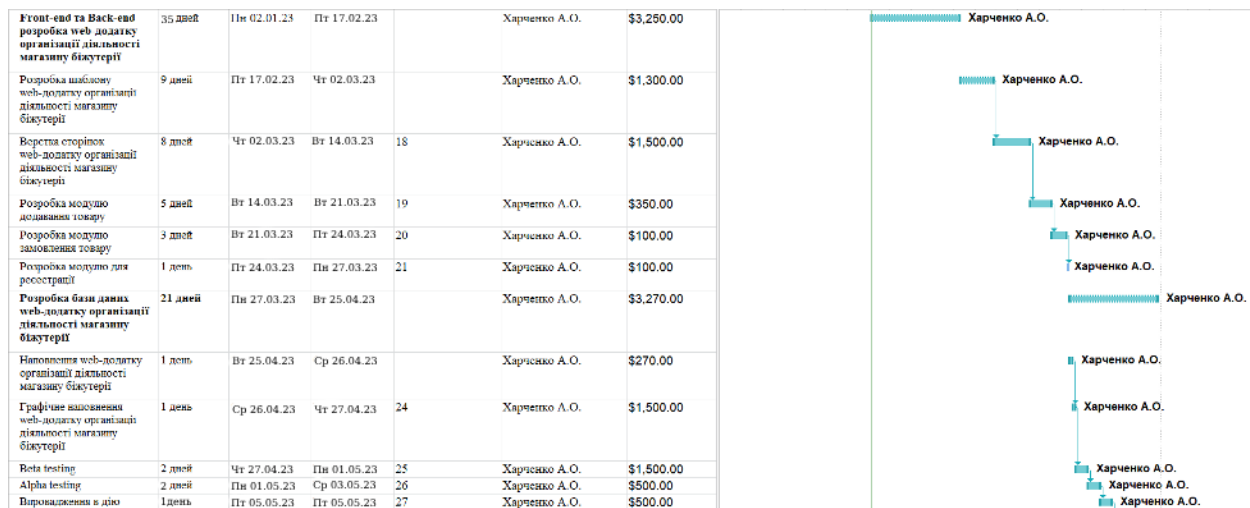 Front-end та Back-end 35 дней Пн 02.01.23 Пт 17.02.23 Харченко А.О. $3,250.00 Харченко А.О.
розробка web додатку
організації діяльності
магазину біжутерії
Розробка шаблону 9 дней Пт 17.02.23 Чт 02.03.23 Харченко А.О. $1,300.00 Харченко А.О.
web-додатку організації
діяльності магазину
біжутерії
Верстка сторінок 8 дней Чт 02.03.23 Вт 14.03.23 18 Харченко А.О. $1,500.00 Харченко А.О.
web-додатку організації
діяльності магазину
біжутерії
Розробка модулю 5 дней Вт 14.03.23 Вт 21.03.23 19 Харченко А.О. $350.00 Харченко А.О.
додавання товару
Розробка модулю 3 дней Вт 21.03.23 Пт 24.03.23 20 Харченко А.О. $100.00 Харченко А.О.
замовлення товару
Розробка модулю для 1 день Пт 24.03.23 Пн 27.03.23 21 Харченко А.О. $100.00 Харченко А.О.
реєстрації
Розробка бази даних 21 дней Пн 27.03.23 Вт 25.04.23 Харченко А.О. $3,270.00 Харченко А.О.
web-додатку організації
діяльності магазину
біжутерії
Наповнення web-додатку 1 день Вт 25.04.23 Ср 26.04.23 Харченко А.О. $270.00 Харченко А.О.
організації діяльності
магазину біжутерії
Графічне наповнення 1 день Ср 26.04.23 Чт 27.04.23 24 Харченко А.О. $1,500.00 Харченко А.О.
web-додатку організації
діяльності магазину
біжутерії
Beta testing 2 дней Чт 27.04.23 Пн 01.05.23 25 Харченко А.О. $1,500.00 Харченко А.О.
Alpha testing 2 дней Пн 01.05.23 Ср 03.05.23 26 Харченко А.О. $500.00 Харченко А.О.
Впровадження в дію 1день Пт 05.05.23 Пт 05.05.23 27 Харченко А.О. $500.00 Харченко А.О.